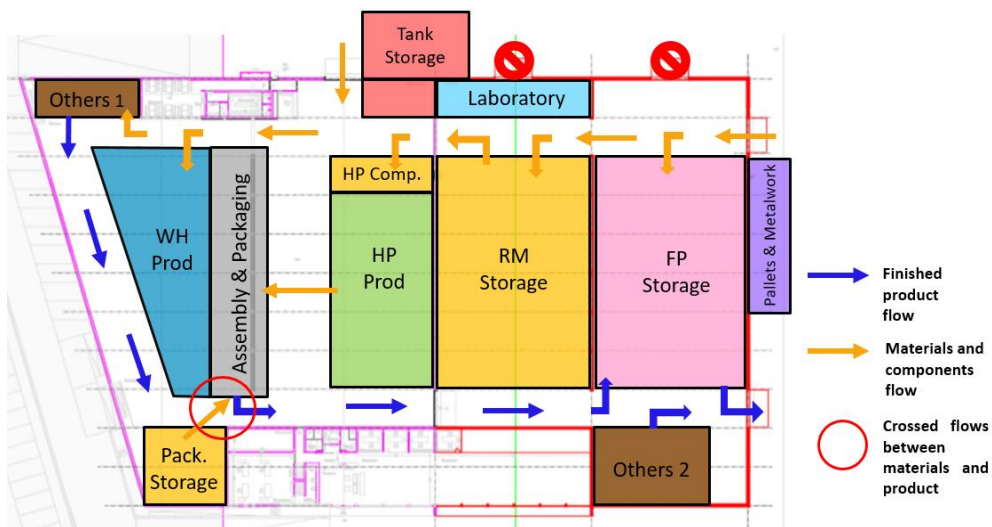 Tank
Storage
Others 1
Laboratory
HP Comp.
WH
Prod
Assembly & Packaging
HP
Prod
RM
Storage
FP
Storage
Pallets & Metalwork
Pack.
Storage
Others 2
Finished
product
flow
Materials and
components
flow
Crossed flows
between
materials and
product